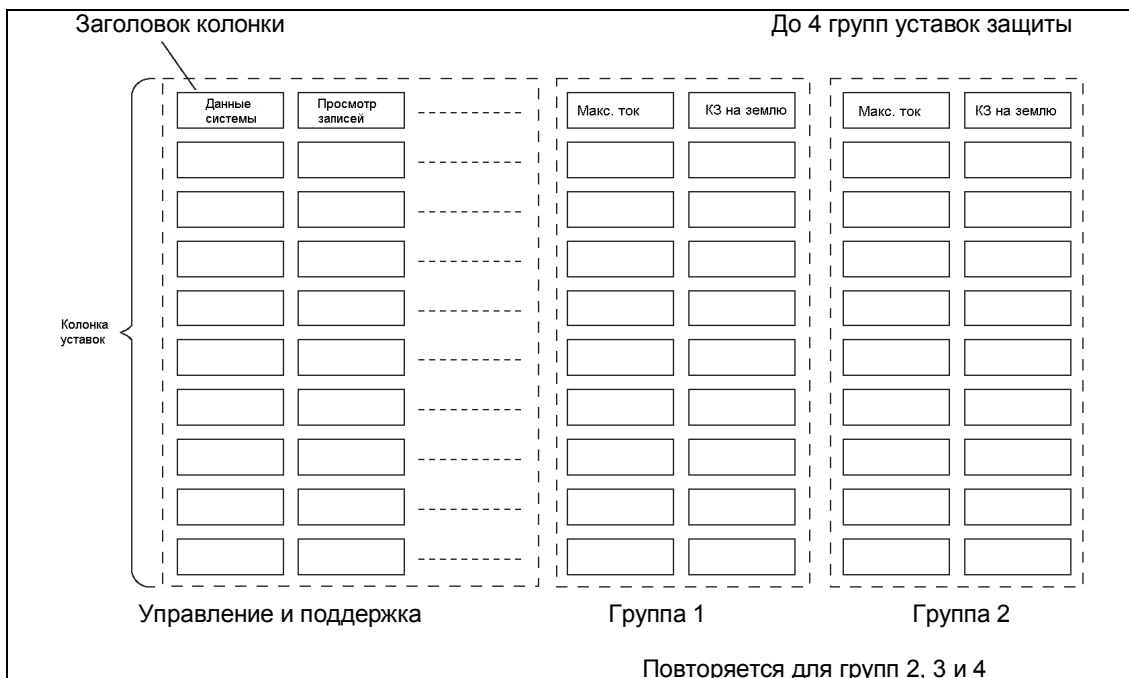 Заголовок колонки
До 4 групп уставок защиты
Данные
системы
Просмотр
записей
Макс. ток
КЗ на землю
Макс. ток
КЗ на землю
Колонка
уставок
Управление и поддержка
Группа 1
Группа 2
Повторяется для групп 2, 3 и 4